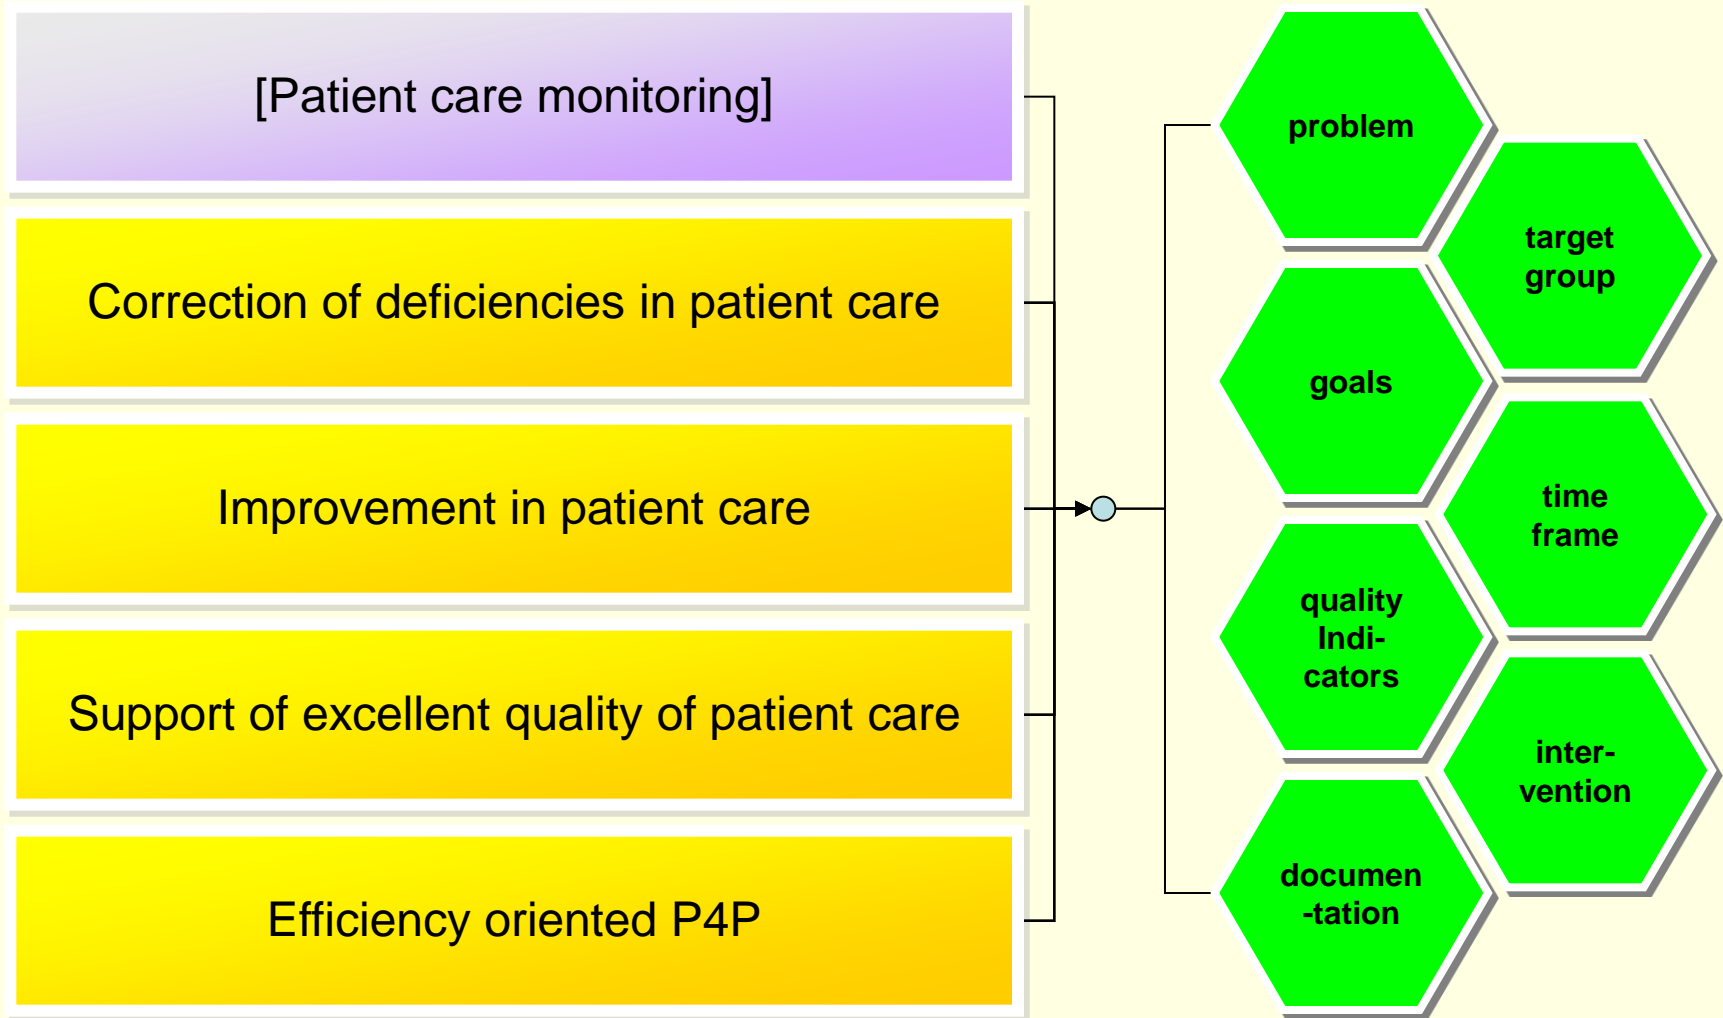 [Patient care monitoring]
Correction of deficiencies in patient care
Improvement in patient care
Support of excellent quality of patient care
Efficiency oriented P4P
problem
target
group
goals
time
frame
quality
Indi-
cators
inter-
vention
documen
-tation